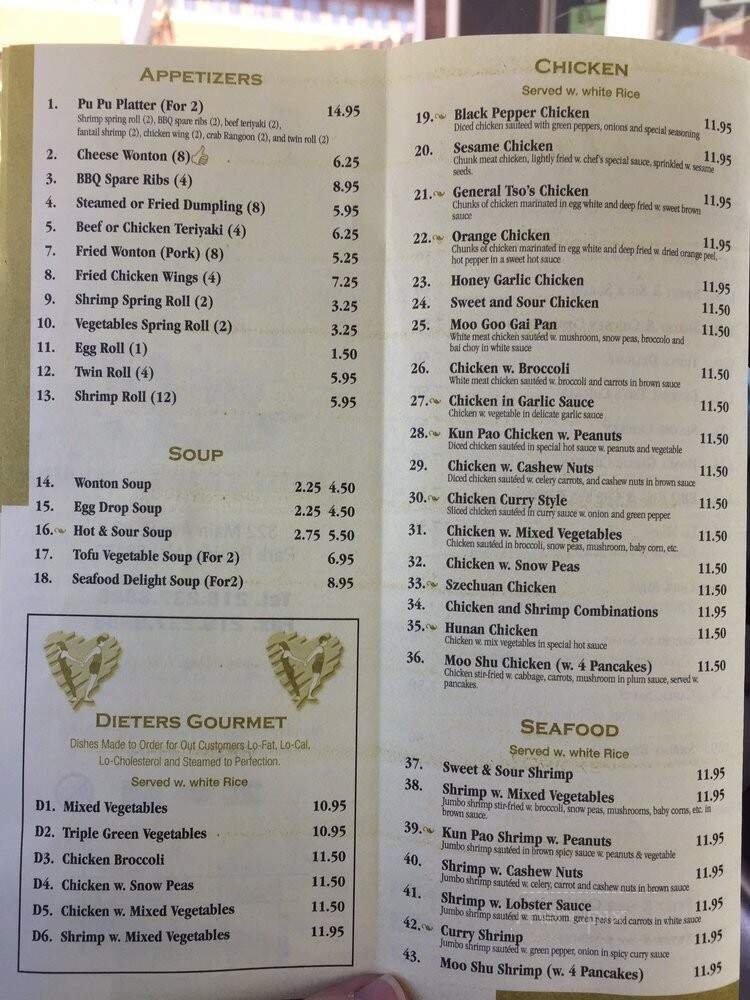 APPETIZERS
1. Pu Pu Platter (For 2) 14.95
Shrimp spring roll (2), BBQ spare ribs (2), beef teriyaki (2),
fantail shrimp (2), chicken wing (2), crab Rangoon (2), and twin roll (2)
2. Cheese Wonton (8) 6.25
3. BBQ Spare Ribs (4) 8.95
4. Steamed or Fried Dumpling (8) 5.95
5. Beef or Chicken Teriyaki (4) 6.25
7. Fried Wonton (Pork) (8) 5.25
8. Fried Chicken Wings (4) 7.25
9. Shrimp Spring Roll (2) 3.25
10. Vegetables Spring Roll (2) 3.25
11. Egg Roll (1) 1.50
12. Twin Roll (4) 5.95
13. Shrimp Roll (12) 5.95
SOUP
14. Wonton Soup 2.25 4.50
15. Egg Drop Soup 2.25 4.50
16. Hot & Sour Soup 2.75 5.50
17. Tofu Vegetable Soup (For 2) 6.95
18. Seafood Delight Soup (For2) 8.95
DIETERS GOURMET
Dishes Made to Order for Out Customers Lo-Fat, Lo-Cal,
Lo-Cholesterol and Steamed to Perfection.
Served w. white Rice
D1. Mixed Vegetables 10.95
D2. Triple Green Vegetables 10.95
D3. Chicken Broccoli 11.50
D4. Chicken w. Snow Peas 11.50
D5. Chicken w. Mixed Vegetables 11.50
D6. Shrimp w. Mixed Vegetables 11.95
CHICKEN
Served w. white Rice
19. Black Pepper Chicken 11.95
Diced chicken sautéed with green peppers, onions and special seasoning
20. Sesame Chicken 11.95
Chunk meat chicken, lightly fried w. chef's special sauce, sprinkled w. sesame
seeds.
21. General Tso's Chicken 11.95
Chunks of chicken marinated in egg white and deep fried w. sweet brown
sauce
22. Orange Chicken 11.95
Chunks of chicken marinated in egg white and deep fried w. dried orange peel,
hot pepper in a sweet hot sauce
23. Honey Garlic Chicken 11.95
24. Sweet and Sour Chicken 11.50
25. Moo Goo Gai Pan 11.50
White meat chicken sautéed w. mushroom, snow peas, broccolo and
bai choy in white sauce
26. Chicken w. Broccoli 11.50
White meat chicken sautéed w. broccoli and carrots in brown sauce
27. Chicken in Garlic Sauce 11.50
Chicken w. vegetable in delicate garlic sauce
28. Kun Pao Chicken w. Peanuts 11.50
Diced chicken sautéed in special hot sauce w. peanuts and vegetable
29. Chicken w. Cashew Nuts 11.50
Diced chicken sautéed w. celery carrots, and cashew nuts in brown sauce
30. Chicken Curry Style 11.50
Sliced chicken sautéed in curry sauce w. onion and green pepper
31. Chicken w. Mixed Vegetables 11.50
Chicken sautéed in broccoli, snow peas, mushroom, baby corn, etc.
32. Chicken w. Snow Peas 11.50
33. Szechuan Chicken 11.50
34. Chicken and Shrimp Combinations 11.95
35. Hunan Chicken 11.50
Chicken w. mix vegetables in special hot sauce
36. Moo Shu Chicken (w. 4 Pancakes) 11.50
Chicken stir-fried w. cabbage, carrots, mushroom in plum sauce, served w.
pancakes.
SEAFOOD
Served w. white Rice
37. Sweet & Sour Shrimp 11.95
38. Shrimp w. Mixed Vegetables 11.95
Jumbo shrimp stir-fried w. broccoli, snow peas, mushrooms, baby corns, etc. in
brown sauce.
39. Kun Pao Shrimp w. Peanuts 11.95
Jumbo shrimp sautéed in brown spicy sauce w. peanuts & vegetable
40. Shrimp w. Cashew Nuts 11.95
Jumbo shrimp sautéed w. celery, carrot and cashew nuts in brown sauce
41. Shrimp w. Lobster Sauce 11.95
Jumbo shrimp sautéed w. mushroom, green peas and carrots in white sauce
42. Curry Shrimp 11.95
Jumbo shrimp sautéed w. green pepper, onion in spicy curry sauce
43. Moo Shu Shrimp (w. 4 Pancakes) 11.95